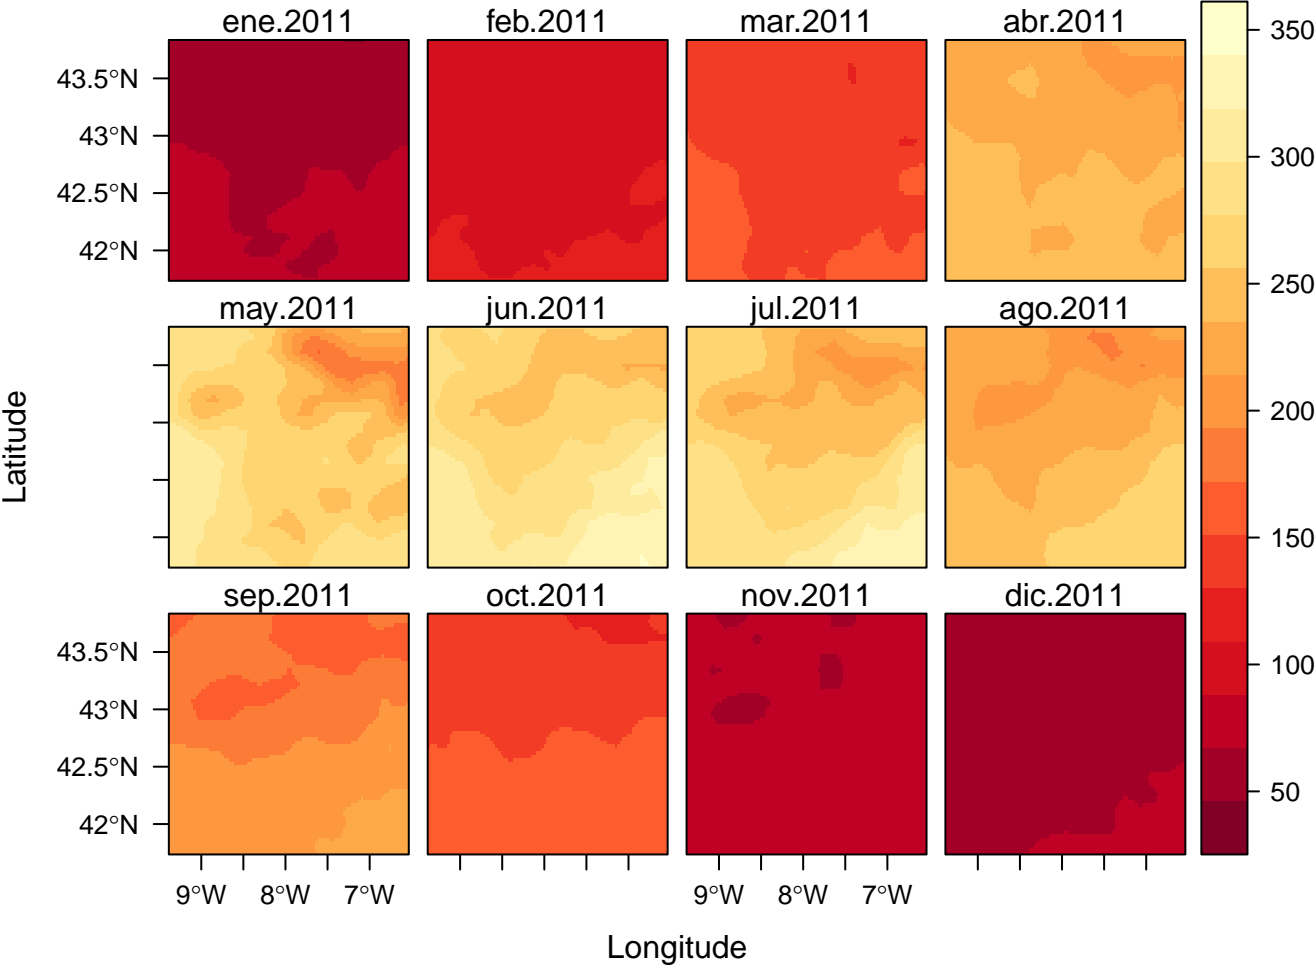 ene.2011 feb.2011 mar.2011 abr.2011
350
43.5°N
43°N
300
42.5°N
42°N
250
may.2011 jun.2011 jul.2011 ago.2011
200
Latitude
150
sep.2011 oct.2011 nov.2011 dic.2011
43.5°N
100
43°N
42.5°N
50
42°N
9°W 8°W 7°W 9°W 8°W 7°W
Longitude